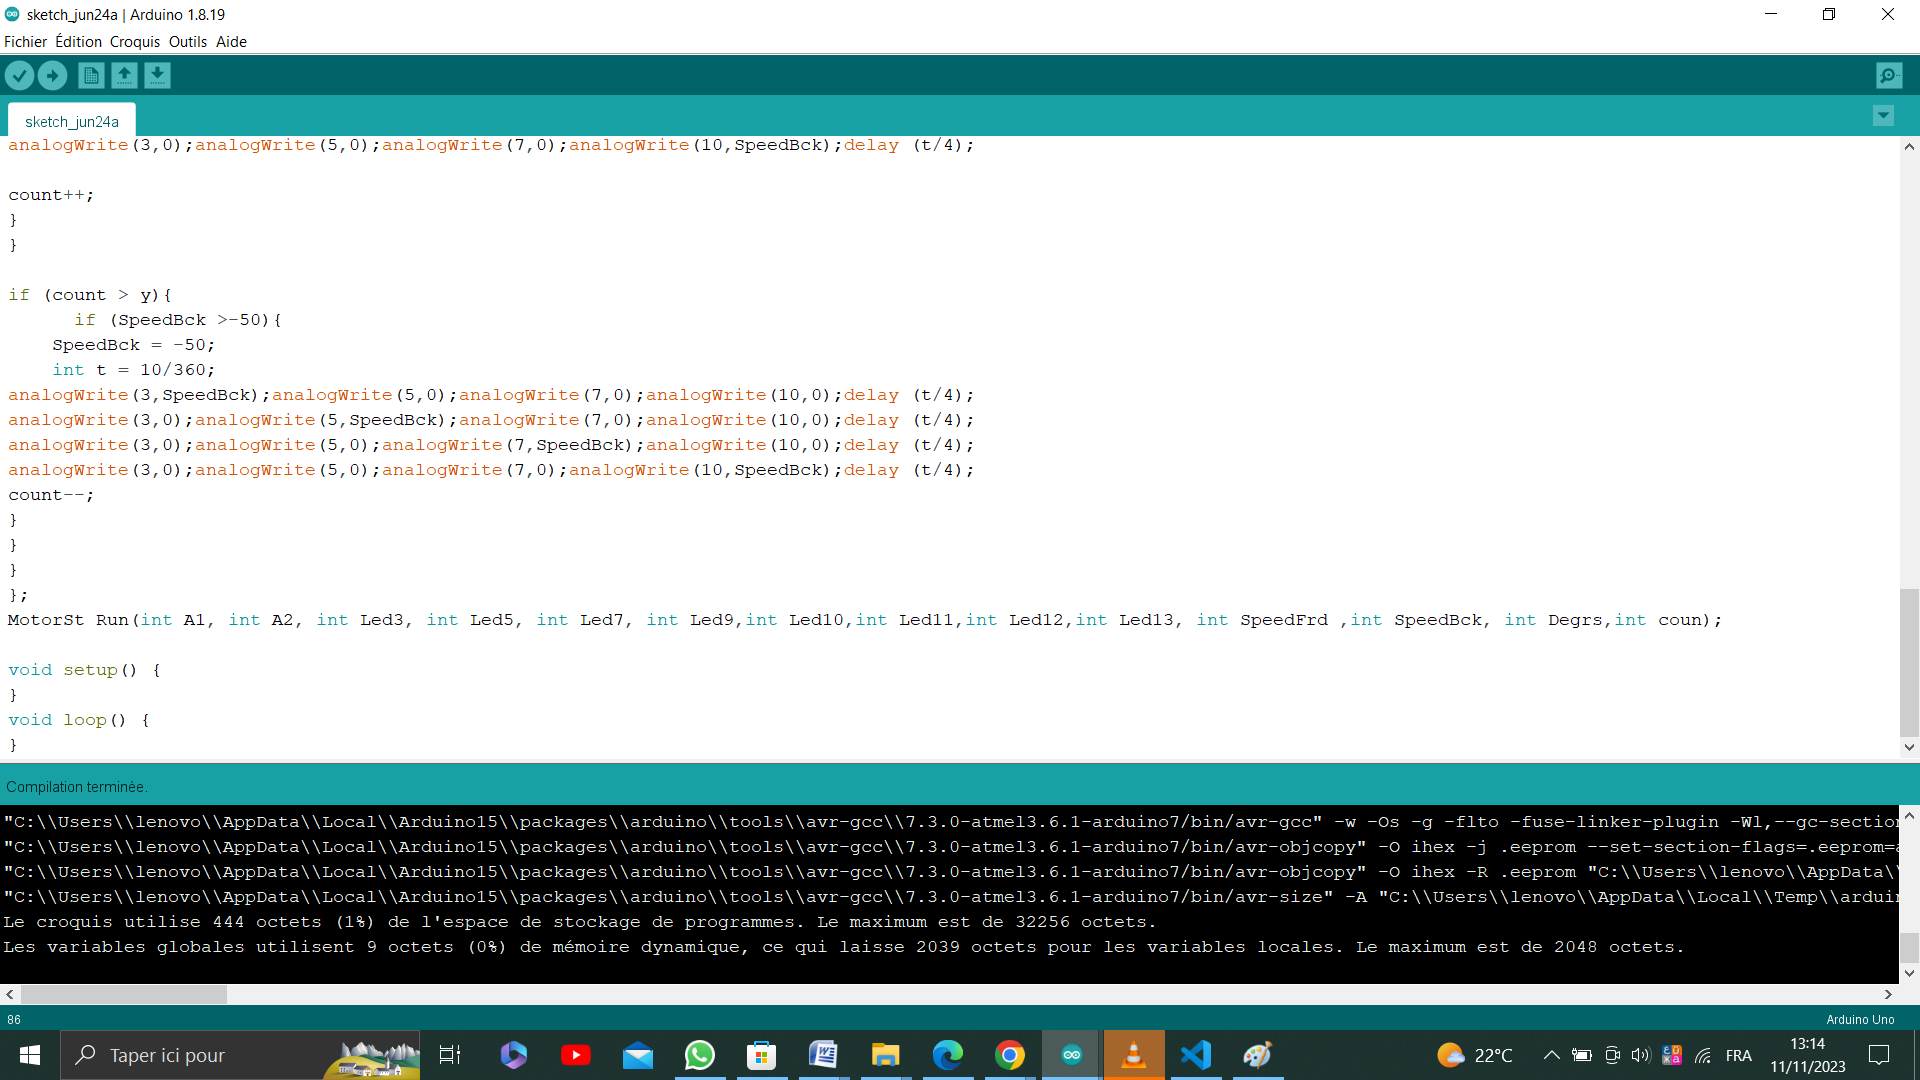 sketch_jun24a | Arduino 1.8.19
Fichier Édition Croquis Outils Aide
sketch_jun24a
analogWrite(3,0);analogWrite(5,0);analogWrite(7,0);analogWrite(10,SpeedBck);delay (t/4);
count++;
}
}
if (count > y){
if (SpeedBck >-50){
SpeedBck = -50;
int t = 10/360;
analogWrite(3,SpeedBck);analogWrite(5,0);analogWrite(7,0);analogWrite(10,0);delay (t/4);
analogWrite(3,0);analogWrite(5,SpeedBck);analogWrite(7,0);analogWrite(10,0);delay (t/4);
analogWrite(3,0);analogWrite(5,0);analogWrite(7,SpeedBck);analogWrite(10,0);delay (t/4);
analogWrite(3,0);analogWrite(5,0);analogWrite(7,0);analogWrite(10,SpeedBck);delay (t/4);
count--;
}
}
}
};
MotorSt Run(int A1, int A2, int Led3, int Led5, int Led7, int Led9,int Led10,int Led11,int Led12,int Led13, int SpeedFrd ,int SpeedBck, int Degrs,int coun);
void setup() {
}
void loop() {
}
Compilation terminée.
"C:\\Users\\lenovo\\AppData\\Local\\Arduino15\\packages\\arduino\\tools\\avr-gcc\\7.3.0-atmel3.6.1-arduino7/bin/avr-gcc" -w -Os -g -flto -fuse-linker-plugin -Wl,--gc-section
"C:\\Users\\lenovo\\AppData\\Local\\Arduino15\\packages\\arduino\\tools\\avr-gcc\\7.3.0-atmel3.6.1-arduino7/bin/avr-objcopy" -O ihex -j .eeprom --set-section-flags=.eeprom=a
"C:\\Users\\lenovo\\AppData\\Local\\Arduino15\\packages\\arduino\\tools\\avr-gcc\\7.3.0-atmel3.6.1-arduino7/bin/avr-objcopy" -O ihex -R .eeprom "C:\\Users\\lenovo\\AppData\\
"C:\\Users\\lenovo\\AppData\\Local\\Arduino15\\packages\\arduino\\tools\\avr-gcc\\7.3.0-atmel3.6.1-arduino7/bin/avr-size" -A "C:\\Users\\lenovo\\AppData\\Local\\Temp\\arduin
Le croquis utilise 444 octets (1%) de l'espace de stockage de programmes. Le maximum est de 32256 octets.
Les variables globales utilisent 9 octets (0%) de mémoire dynamique, ce qui laisse 2039 octets pour les variables locales. Le maximum est de 2048 octets.
86
Arduino Uno
Taper ici pour
22°C
FRA
13:14
11/11/2023